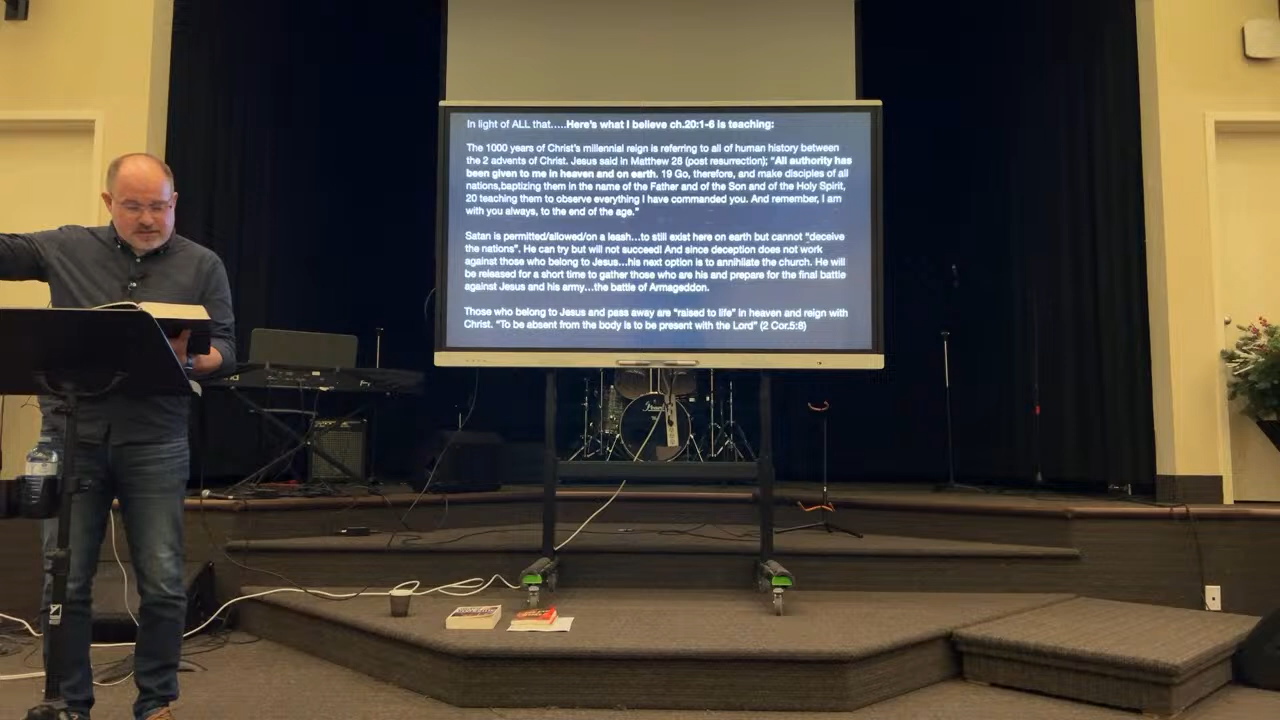 In light of ALL that.....Here's what I believe ch.20:1-6 is teaching:
The 1000 years of Christ's millennial reign is referring to all of human history between
the 2 advents of Christ. Jesus said in Matthew 28 (post resurrection); "All authority has
been given to me in heaven and on earth. 19 Go, therefore, and make disciples of all
nations,baptizing them in the name of the Father and of the Son and of the Holy Spirit,
20 teaching them to observe everything I have commanded you. And remember, I am
with you always, to the end of the age."
Satan is permitted/allowed/on a leash...to still exist here on earth but cannot "deceive
the nations". He can try but will not succeed! And since deception does not work
against those who belong to Jesus...his next option is to annihilate the church. He will
be released for a short time to gather those who are his and prepare for the final battle
against Jesus and his army...the battle of Armageddon.
Those who belong to Jesus and pass away are "raised to life" in heaven and reign with
Christ. "To be absent from the body is to be present with the Lord" (2 Cor.5:8)